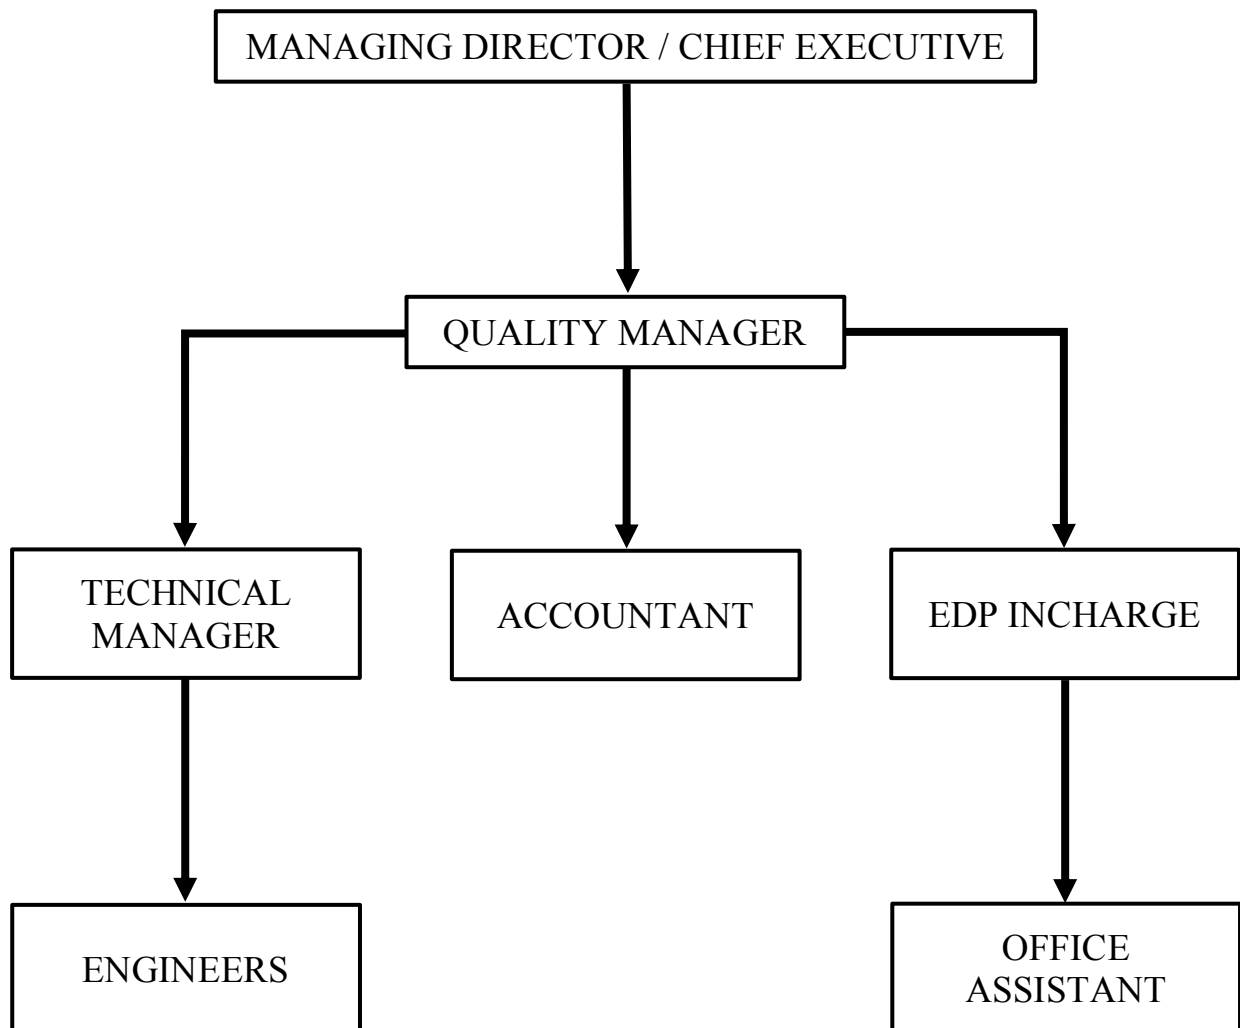 MANAGING DIRECTOR / CHIEF EXECUTIVE
QUALITY MANAGER
TECHNICAL
MANAGER
ACCOUNTANT
EDP INCHARGE
ENGINEERS
OFFICE
ASSISTANT